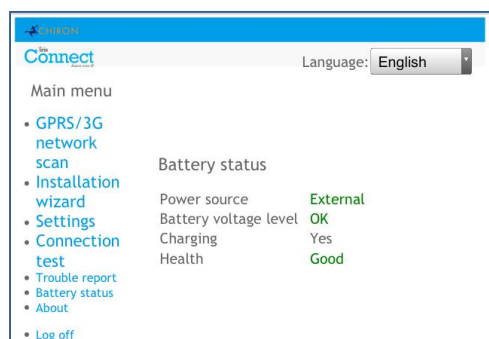 CHIRON
Iris
Connect
Language: English
Main menu
• GPRS/3G
network
scan
• Installation
wizard
• Settings
• Connection
test
• Trouble report
• Battery status
• About
• Log off
Battery status
Power source External
Battery voltage level OK
Charging Yes
Health Good